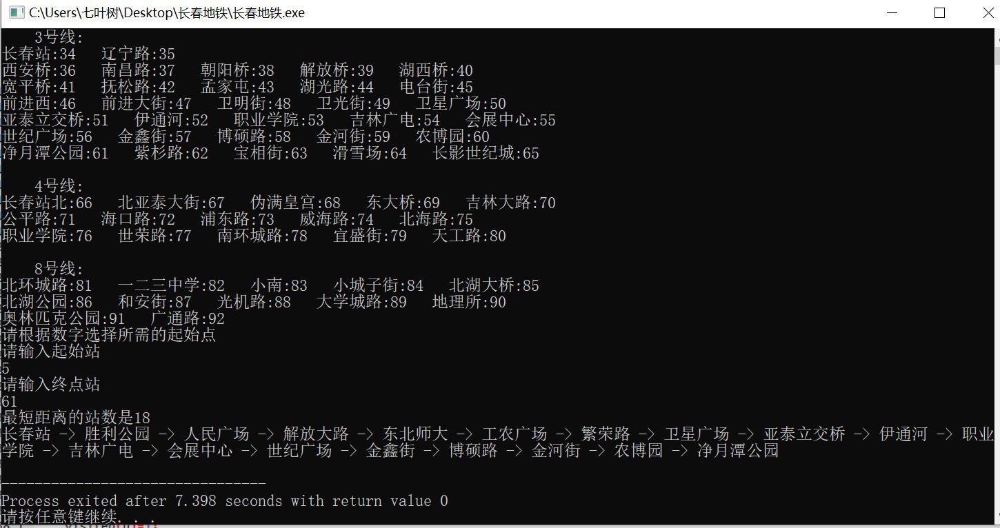 C:\Users\七叶树\Desktop\长春地铁\长春地铁.exe
3号线:
长春站:34 辽宁路:35
西安桥:36 南昌路:37 朝阳桥:38 解放桥:39 湖西桥:40
宽平桥:41 抚松路:42 孟家屯:43 湖光路:44 电台街:45
前进西:46 前进大街:47 卫明街:48 卫光街:49 卫星广场:50
亚泰立交桥:51 伊通河:52 职业学院:53 吉林广电:54 会展中心:55
世纪广场:56 金鑫街:57 博硕路:58 金河街:59 农博园:60
净月潭公园:61 紫杉路:62 宝相街:63 滑雪场:64 长影世纪城:65
4号线:
长春站北:66 北亚泰大街:67 伪满皇宫:68 东大桥:69 吉林大路:70
公平路:71 海口路:72 浦东路:73 威海路:74 北海路:75
职业学院:76 世荣路:77 南环城路:78 宜盛街:79 天工路:80
8号线:
北环城路:81 一二三中学:82 小南:83 小城子街:84 北湖大桥:85
北湖公园:86 和安街:87 光机路:88 大学城路:89 地理所:90
奥林匹克公园:91 广通路:92
请根据数字选择所需的起始点
请输入起始站
5
请输入终点站
61
最短距离的站数是18
长春站 -> 胜利公园 -> 人民广场 -> 解放大路 -> 东北师大 -> 工农广场 -> 繁荣路 -> 卫星广场 -> 亚泰立交桥 -> 伊通河 -> 职业
学院 -> 吉林广电 -> 会展中心 -> 世纪广场 -> 金鑫街 -> 博硕路 -> 金河街 -> 农博园 -> 净月潭公园
--------------------------------
Process exited after 7.398 seconds with return value 0
请按任意键继续. . .